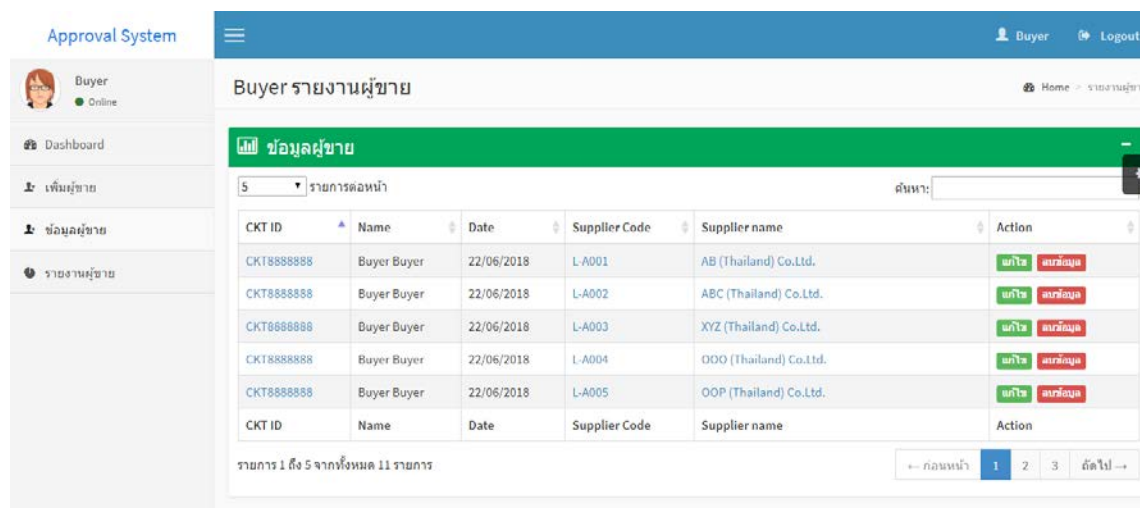 Approval System
Buyer
Logout
Buyer
Online
Buyer รายงานผู้ขาย
Home > รายงานผู้ขา
Dashboard
เพิ่มผู้ขาย
ข้อมูลผู้ขาย
รายงานผู้ขาย
ข้อมูลผู้ขาย
5 รายการต่อหน้า
ค้นหา:
CKT ID Name Date Supplier Code Supplier name Action
CKT8888888 Buyer Buyer 22/06/2018 L-A001 AB (Thailand) Co.Ltd. แก้ไข ลบข้อมูล
CKT8888888 Buyer Buyer 22/06/2018 L-A002 ABC (Thailand) Co.Ltd. แก้ไข ลบข้อมูล
CKT8888888 Buyer Buyer 22/06/2018 L-A003 XYZ (Thailand) Co.Ltd. แก้ไข ลบข้อมูล
CKT8888888 Buyer Buyer 22/06/2018 L-A004 OOO (Thailand) Co.Ltd. แก้ไข ลบข้อมูล
CKT8888888 Buyer Buyer 22/06/2018 L-A005 OOP (Thailand) Co.Ltd. แก้ไข ลบข้อมูล
CKT ID Name Date Supplier Code Supplier name Action
รายการ 1 ถึง 5 จากทั้งหมด 11 รายการ
← ก่อนหน้า 1 2 3 ถัดไป →